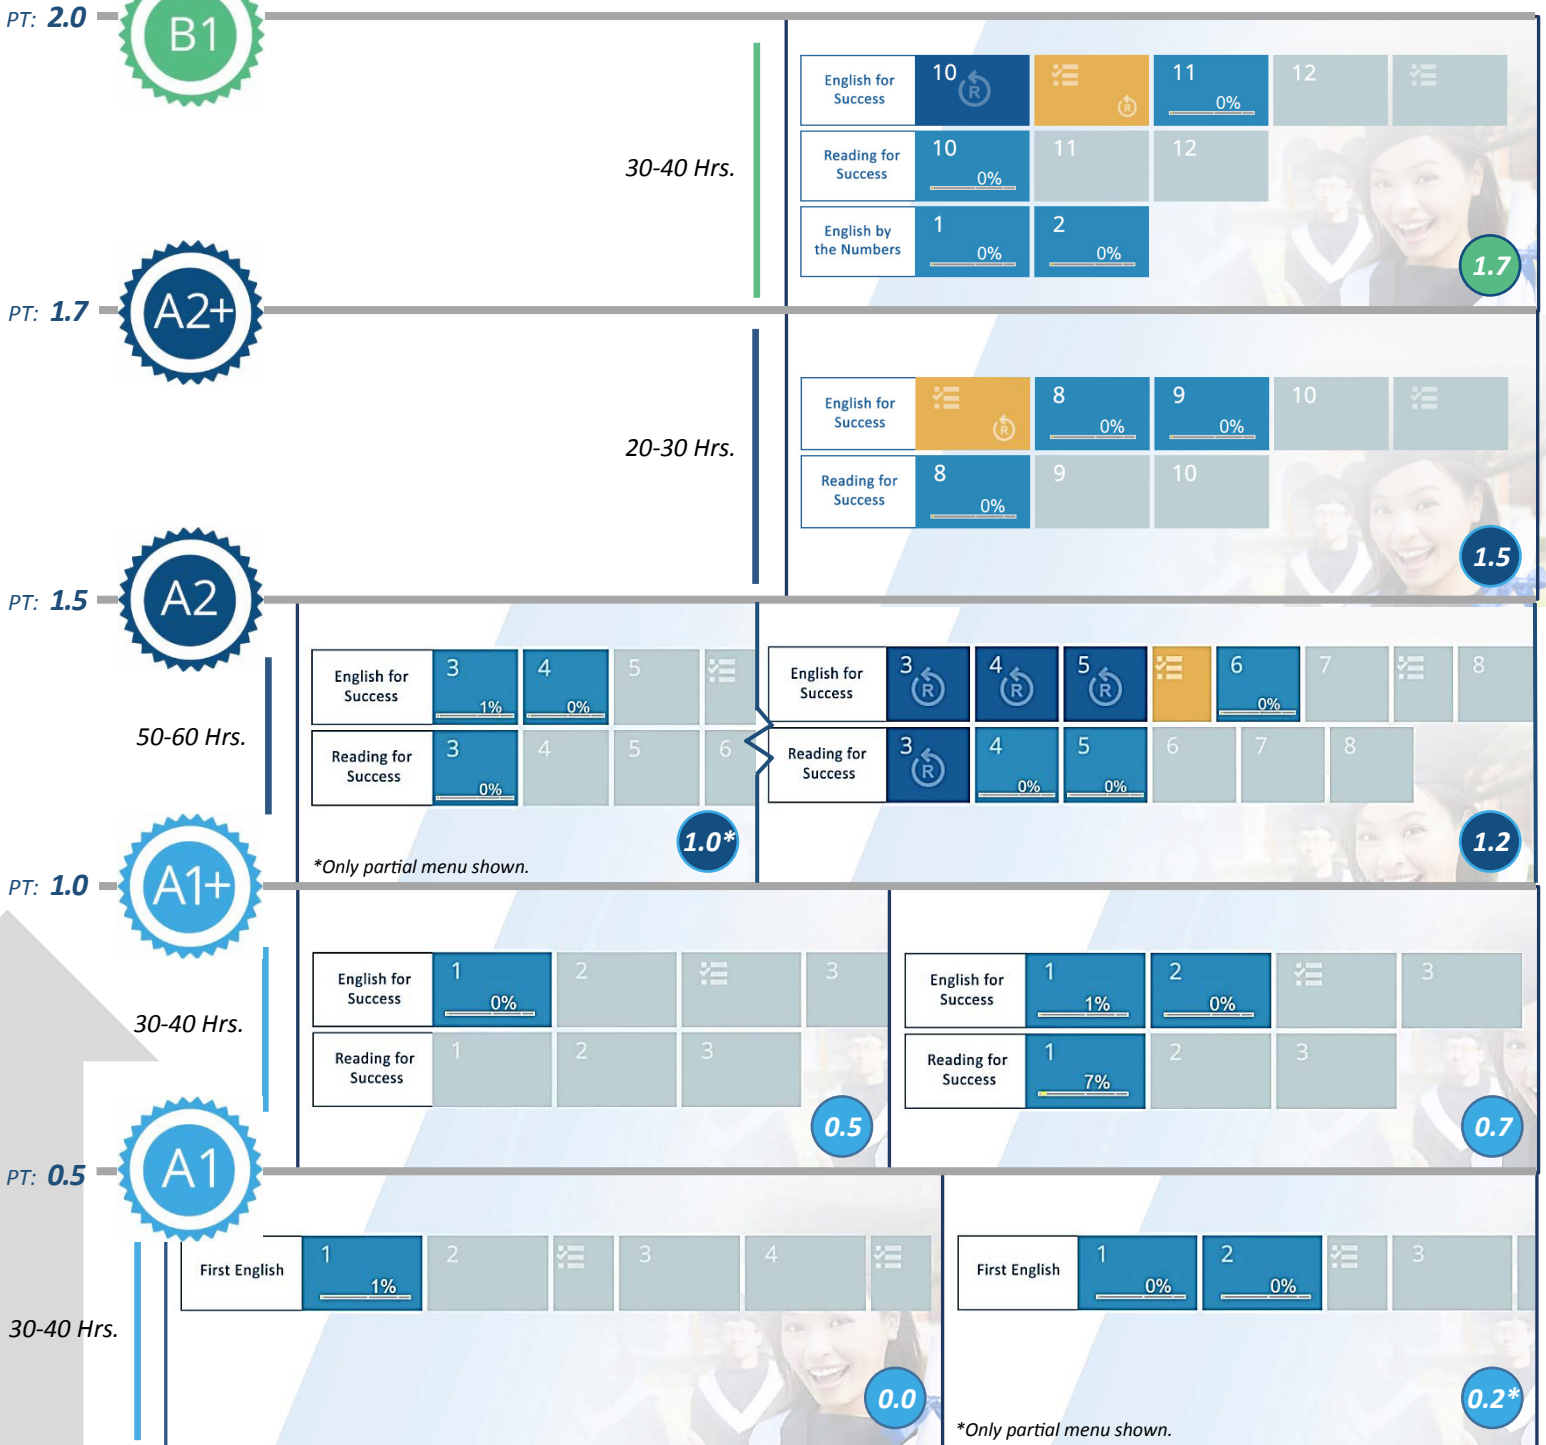 PT: 2.0
B1
30-40 Hrs.
English for
Success
10
R
R
11
0%
12
Reading for
Success
10
0%
11
12
English by
the Numbers
1
0%
2
0%
1.7
PT: 1.7
A2+
20-30 Hrs.
English for
Success
R
8
0%
9
0%
10
Reading for
Success
8
0%
9
10
1.5
PT: 1.5
A2
50-60 Hrs.
English for
Success
3
1%
4
0%
5
Reading for
Success
3
0%
4
5
6
1.0*
*Only partial menu shown.
English for
Success
3
R
4
R
5
R
6
0%
7
8
Reading for
Success
3
R
4
0%
5
0%
6
7
8
1.2
PT: 1.0
A1+
30-40 Hrs.
English for
Success
1
0%
2
3
Reading for
Success
1
2
3
0.5
English for
Success
1
1%
2
0%
3
Reading for
Success
1
7%
2
3
0.7
PT: 0.5
A1
30-40 Hrs.
First English
1
1%
2
3
4
0.0
First English
1
0%
2
0%
3
0.2*
*Only partial menu shown.